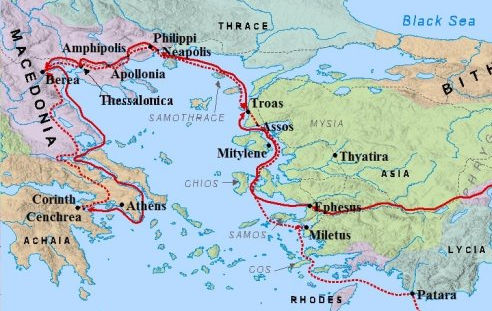 Black Sea
THRACE
Philippi
Amphipolis
Neapolis
MACEDONIA
Berea
Apollonia
BITH
Thessalonica
Troas
SAMOTHRACE
Assos
MYSIA
Mitylene
Thyatira
ASIA
CHIOS
Corinth
Cenchrea
Athens
Ephesus
SAMOS
Miletus
ACHAIA
LYCIA
COS
RHODES
Patara